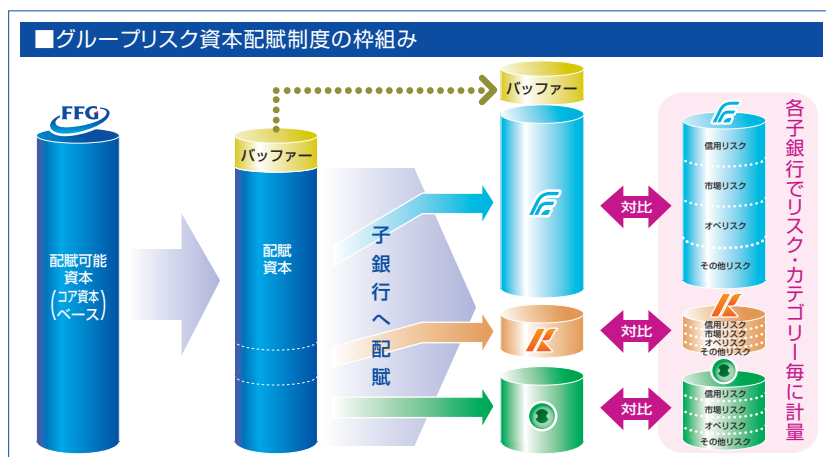 ■グループリスク資本配賦制度の枠組み
FFG
配賦可能
資本
(コア資本
ベース)
バッファー
配賦
資本
子銀行へ配賦
バッファー
対比
対比
対比
信用リスク
市場リスク
オペリスク
その他リスク
信用リスク
市場リスク
オペリスク
その他リスク
信用リスク
市場リスク
オペリスク
その他リスク
各子銀行でリスク・カテゴリー毎に計量